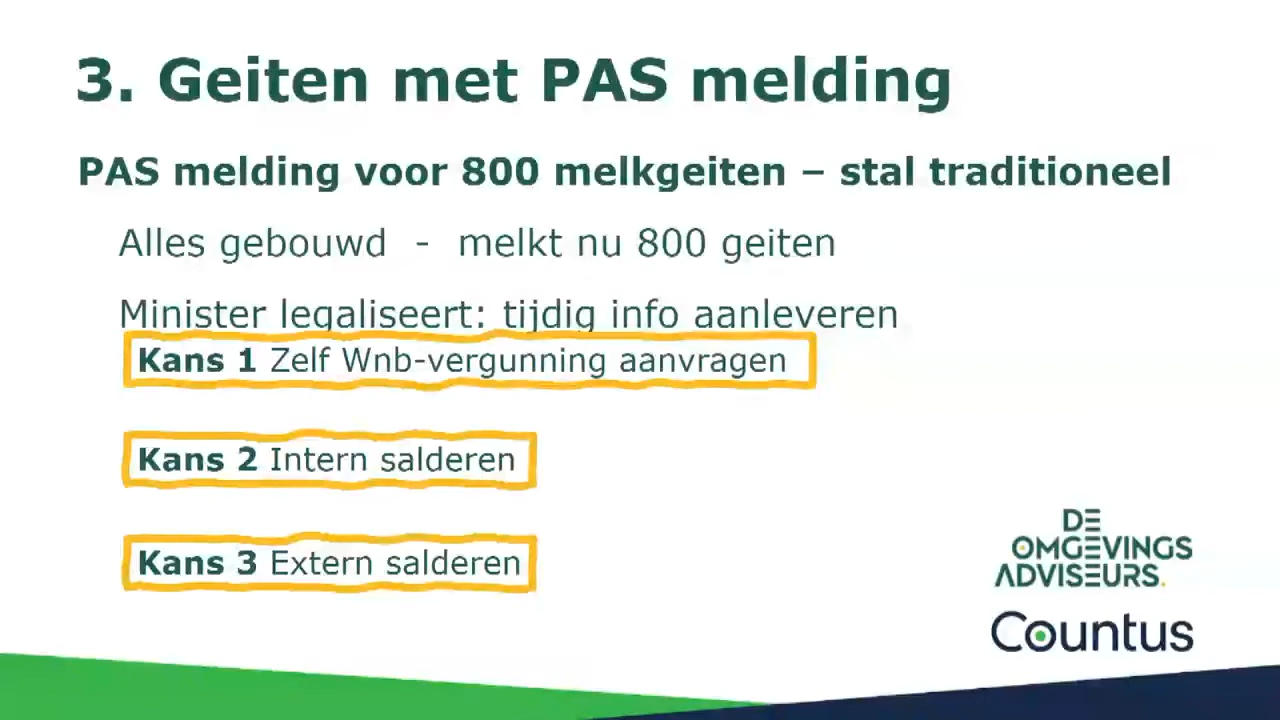 3. Geiten met PAS melding
PAS melding voor 800 melkgeiten – stal traditioneel
Alles gebouwd - melkt nu 800 geiten
Minister legaliseert: tijdig info aanleveren
Kans 1 Zelf Wnb-vergunning aanvragen
Kans 2 Intern salderen
Kans 3 Extern salderen
DE
OMGEVINGS
ADVISEURS.
Countus